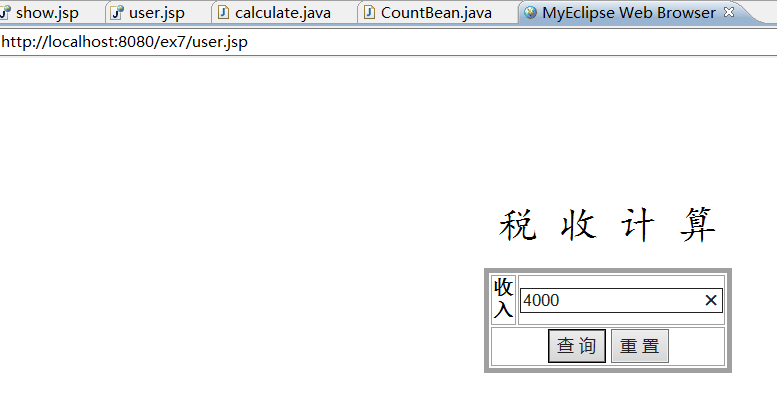 show.jsp user.jsp calculate.java CountBean.java MyEclipse Web Browser
http://localhost:8080/ex7/user.jsp
税 收 计 算
收
入
4000
查 询 重 置